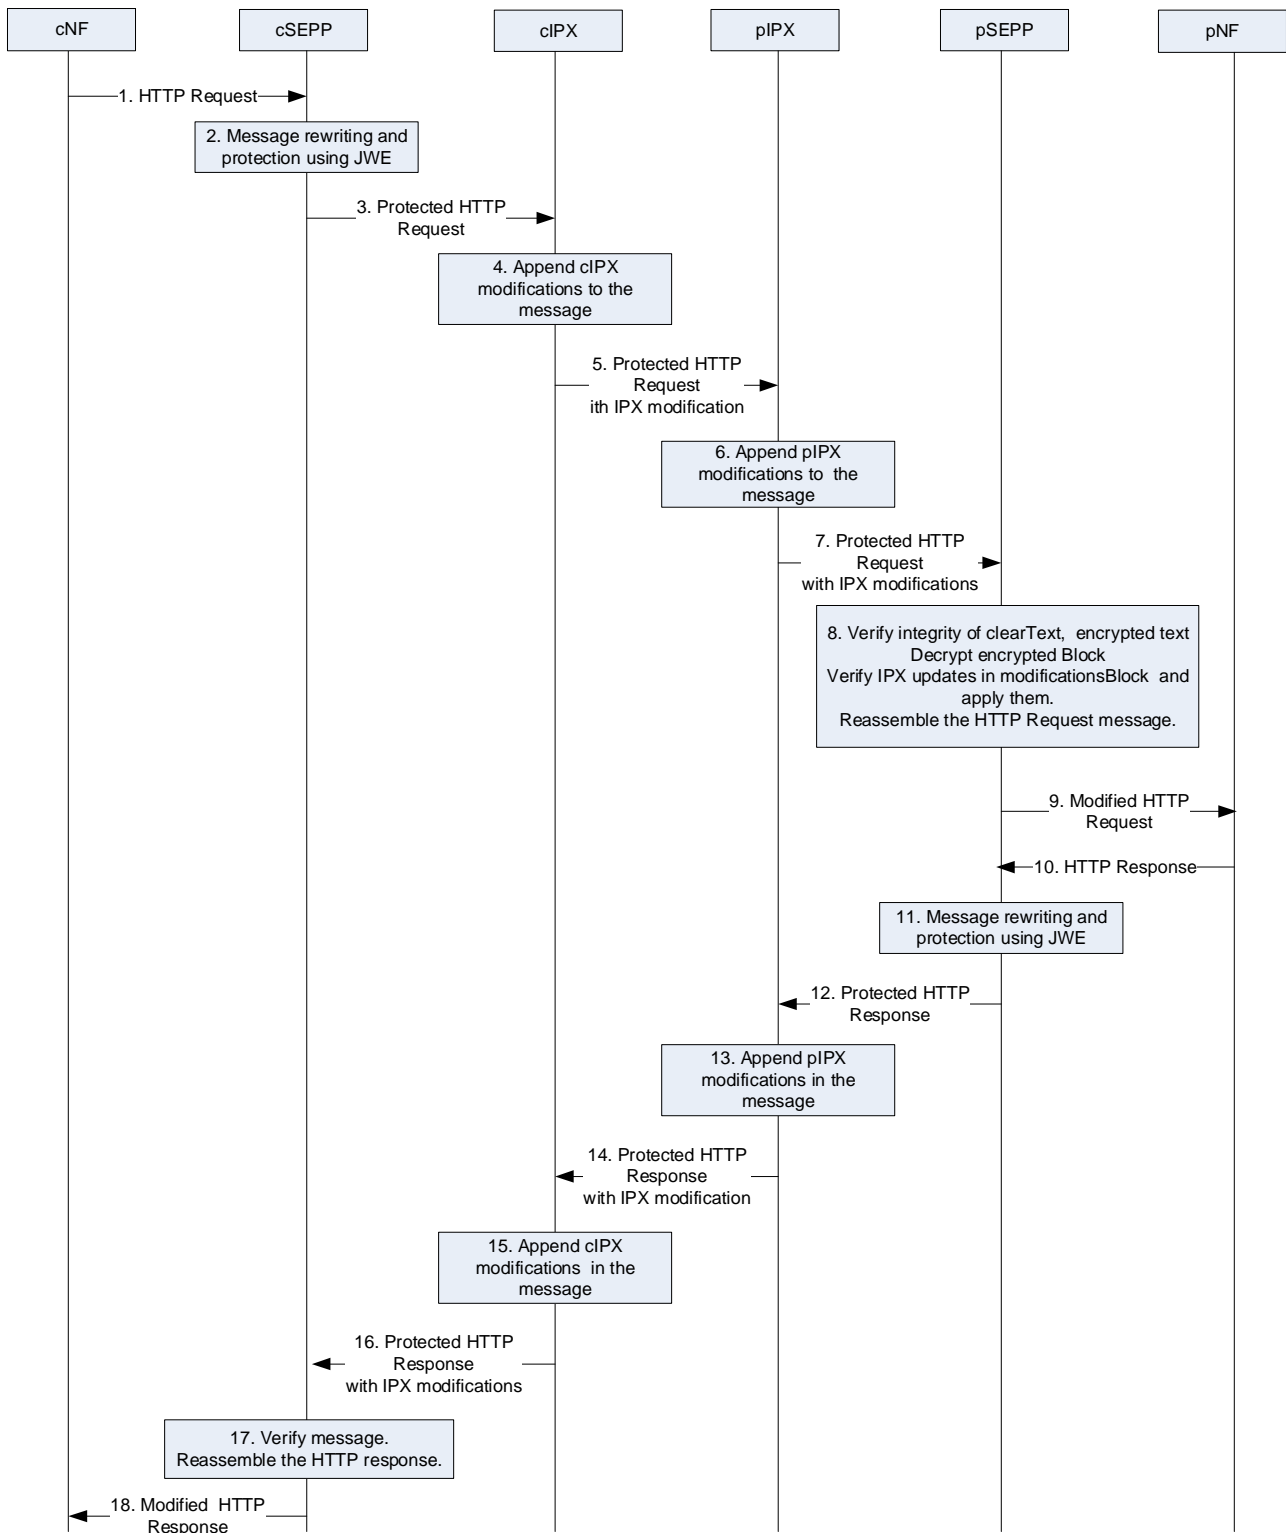 cNF
cSEPP
cIPX
pIPX
pSEPP
pNF
1. HTTP Request
2. Message rewriting and
protection using JWE
3. Protected HTTP
Request
4. Append cIPX
modifications to the
message
5. Protected HTTP
Request
ith IPX modification
6. Append pIPX
modifications to the
message
7. Protected HTTP
Request
with IPX modifications
8. Verify integrity of clearText, encrypted text
Decrypt encrypted Block
Verify IPX updates in modificationsBlock and
apply them.
Reassemble the HTTP Request message.
9. Modified HTTP
Request
10. HTTP Response
11. Message rewriting and
protection using JWE
12. Protected HTTP
Response
13. Append pIPX
modifications in the
message
14. Protected HTTP
Response
with IPX modification
15. Append cIPX
modifications in the
message
16. Protected HTTP
Response
with IPX modifications
17. Verify message.
Reassemble the HTTP response.
18. Modified HTTP
Response